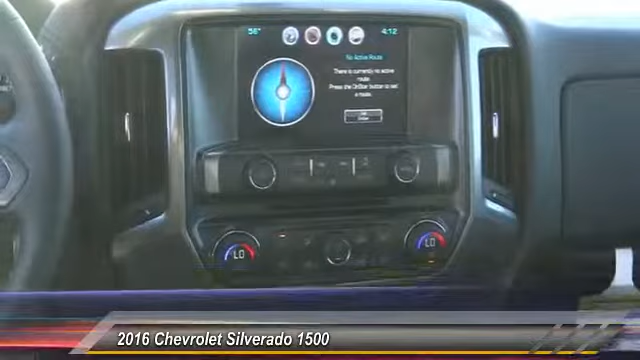 56°
4:12
No Active Route
There is currently no active
route.
Press the OnStar button to set
a route.
LO
LO
2016 Chevrolet Silverado 1500